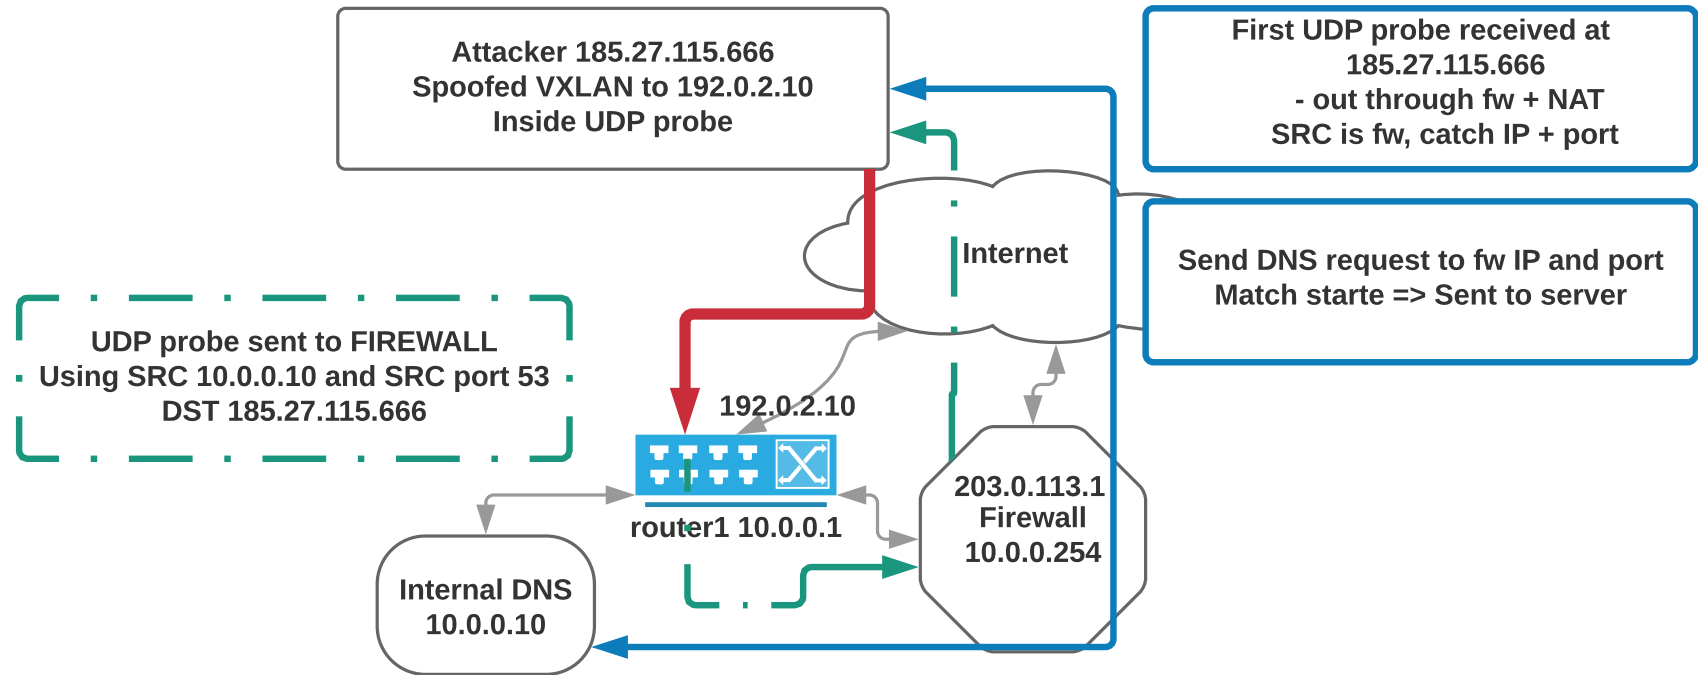 Attacker 185.27.115.666
Spoofed VXLAN to 192.0.2.10
Inside UDP probe
First UDP probe received at
185.27.115.666
- out through fw + NAT
SRC is fw, catch IP + port
Internet
Send DNS request to fw IP and port
Match starte => Sent to server
UDP probe sent to FIREWALL
Using SRC 10.0.0.10 and SRC port 53
DST 185.27.115.666
192.0.2.10
router1 10.0.0.1
203.0.113.1
Firewall
10.0.0.254
Internal DNS
10.0.0.10